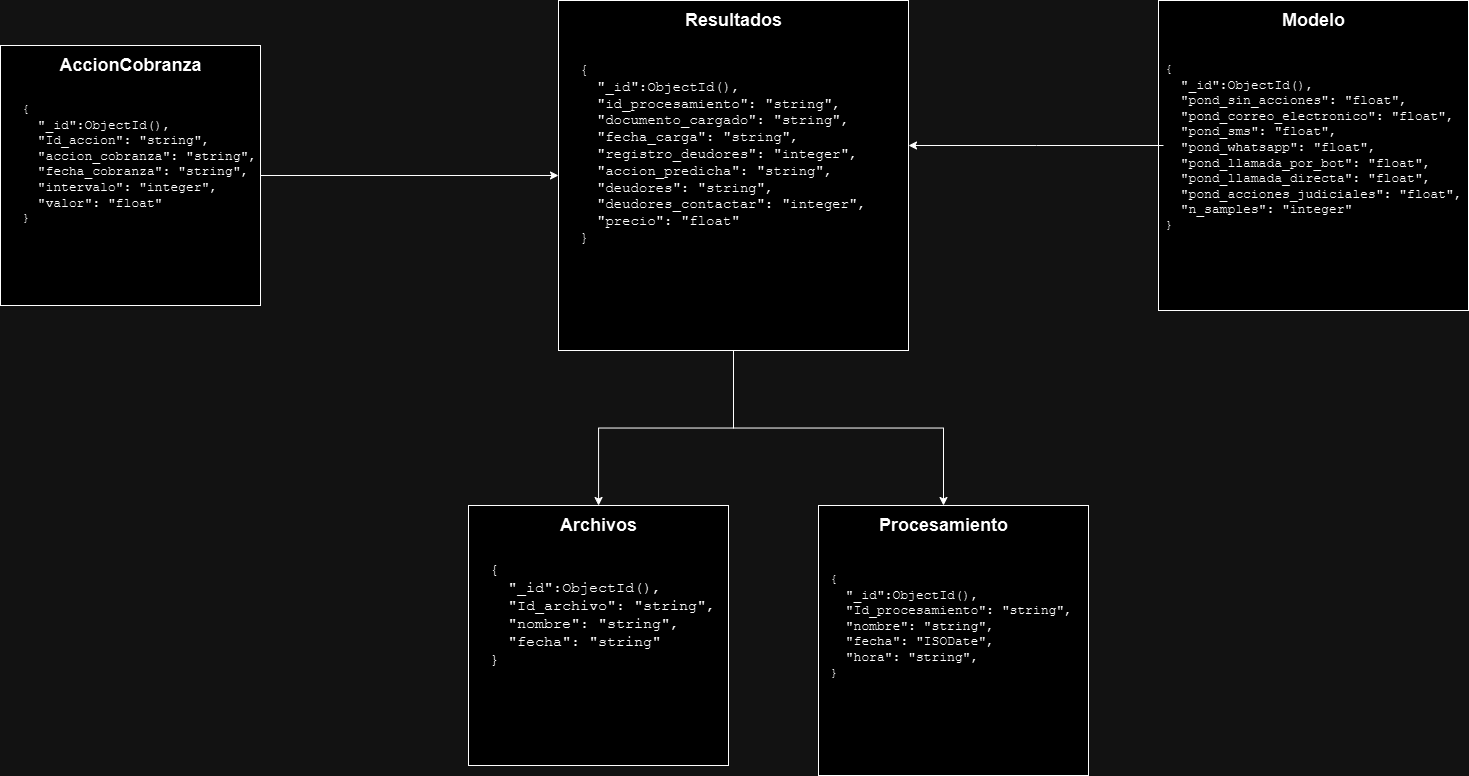 AccionCobranza
{
"_id":ObjectId(),
"Id_accion": "string",
"accion_cobranza": "string",
"fecha_cobranza": "string",
"intervalo": "integer",
"valor": "float"
}
Resultados
{
"_id":ObjectId(),
"id_procesamiento": "string",
"documento_cargado": "string",
"fecha_carga": "string",
"registro_deudores": "integer",
"accion_predicha": "string",
"deudores": "string",
"deudores_contactar": "integer",
"precio": "float"
}
Modelo
{
"_id":ObjectId(),
"pond_sin_acciones": "float",
"pond_correo_electronico": "float",
"pond_sms": "float",
"pond_whatsapp": "float",
"pond_llamada_por_bot": "float",
"pond_llamada_directa": "float",
"pond_acciones_judiciales": "float",
"n_samples": "integer"
}
Archivos
{
"_id":ObjectId(),
"Id_archivo": "string",
"nombre": "string",
"fecha": "string"
}
Procesamiento
{
"_id":ObjectId(),
"Id_procesamiento": "string",
"nombre": "string",
"fecha": "ISODate",
"hora": "string",
}